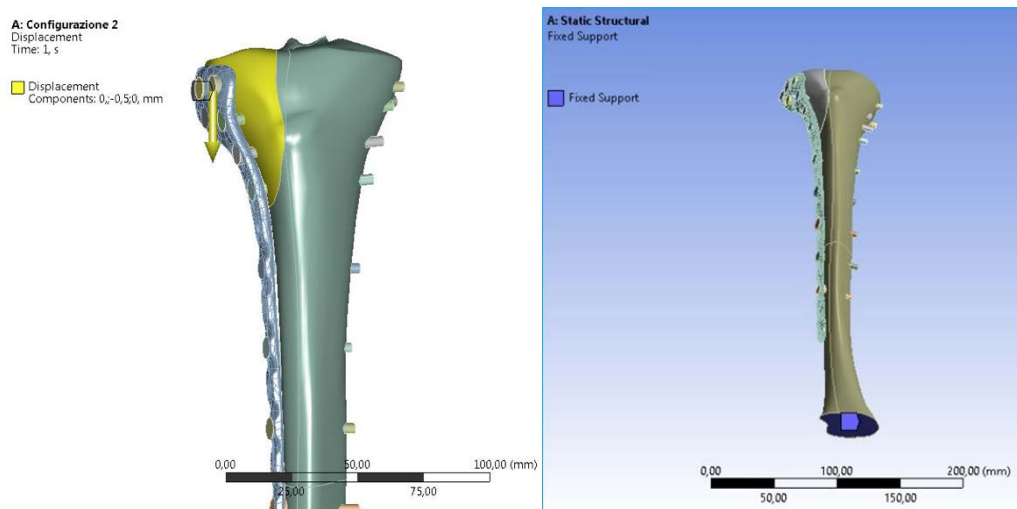 A: Configurazione 2
Displacement
Time: 1, s
Displacement
Components: 0,;-0,5;0, mm
0,00 50,00 100,00 (mm)
25,00 75,00
A: Static Structural
Fixed Support
Fixed Support
0,00 100,00 200,00 (mm)
50,00 150,00